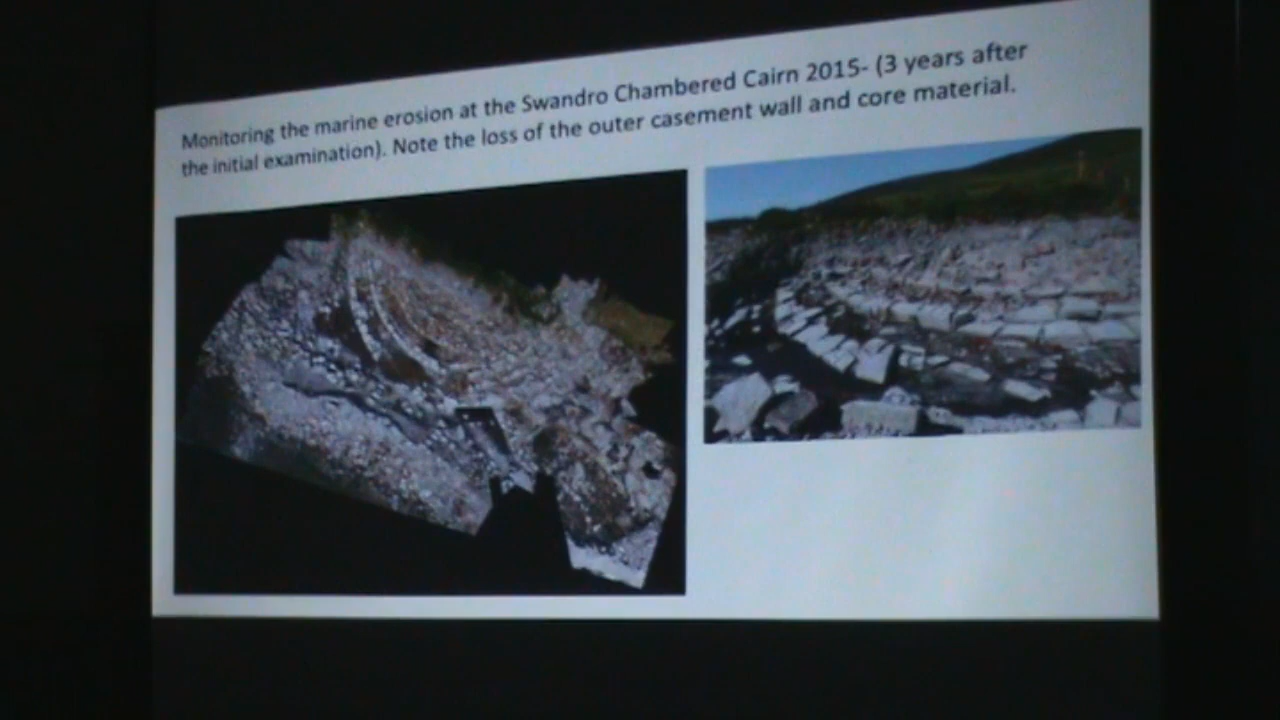 Monitoring the marine erosion at the Swandro Chambered Cairn 2015- (3 years after
the initial examination). Note the loss of the outer casement wall and core material.